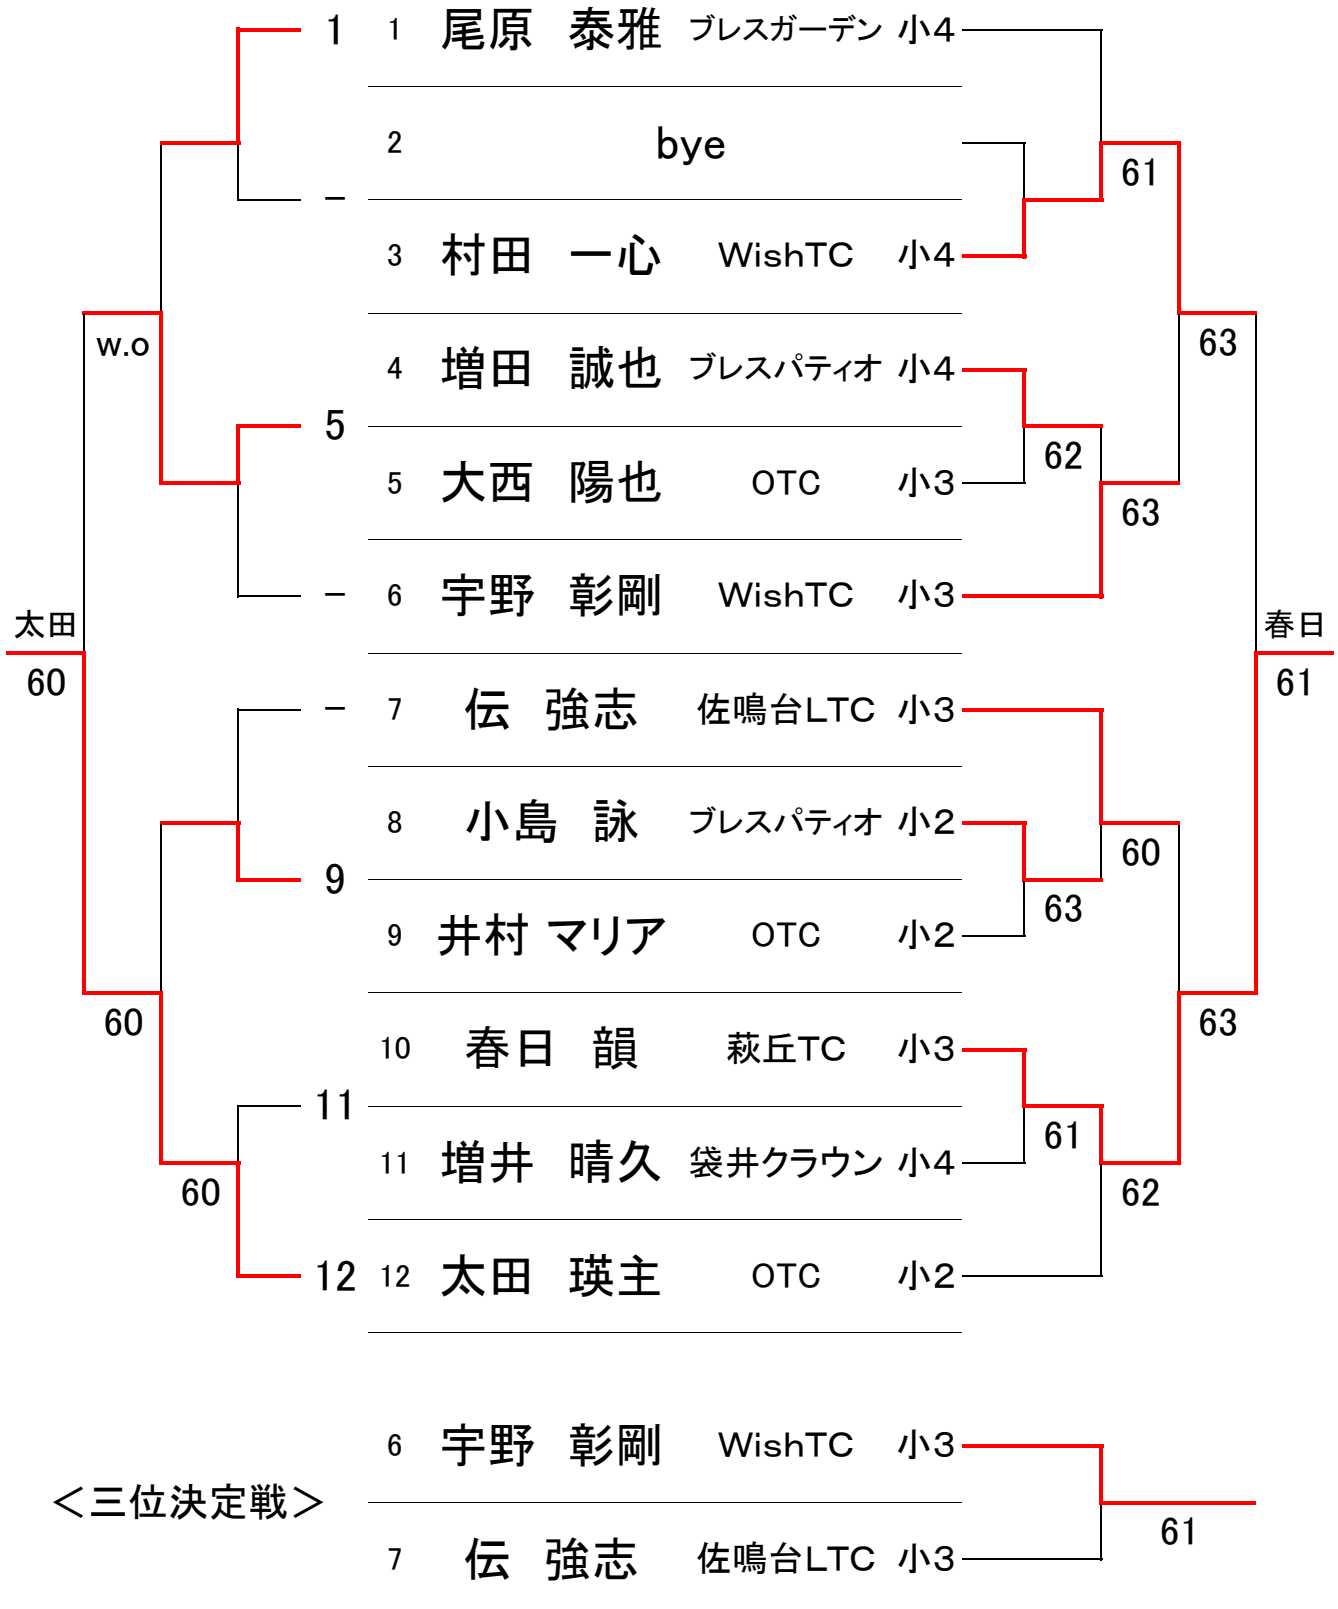 1 1 尾原 泰雅 ブレスガーデン 小4
2 bye
61
－
3 村田 一心 WishTC 小4
w.o
63
4 増田 誠也 ブレスパティオ 小4
5
62
5 大西 陽也 OTC 小3
63
－ 6 宇野 彰剛 WishTC 小3
太田
春日
60
61
－ 7 伝 強志 佐鳴台LTC 小3
8 小島 詠 ブレスパティオ 小2
60
9
63
9 井村 マリア OTC 小2
60
63
10 春日 韻 萩丘TC 小3
11
61
11 増井 晴久 袋井クラウン 小4
60
62
12 12 太田 瑛主 OTC 小2
6 宇野 彰剛 WishTC 小3
＜三位決定戦＞
61
7 伝 強志 佐鳴台LTC 小3